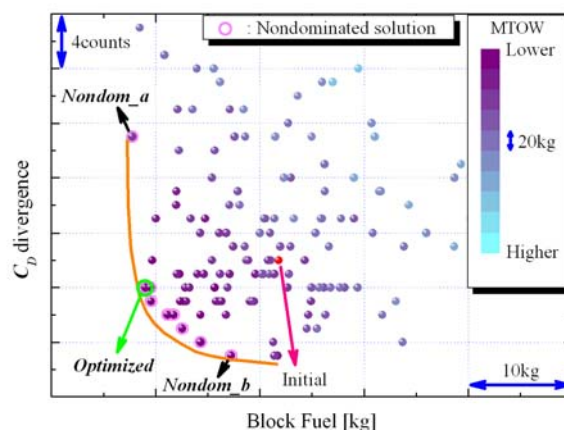 4counts
: Nondominated solution
MTOW
Lower
20kg
Higher
Nondom_a
C_D divergence
Optimized
Nondom_b
Initial
10kg
Block Fuel [kg]